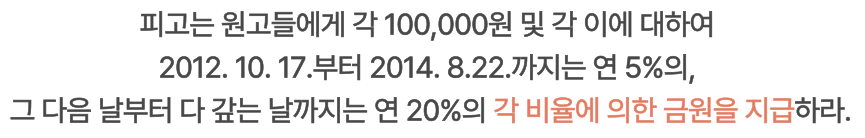 피고는 원고들에게 각 100,000원 및 각 이에 대하여
2012. 10. 17.부터 2014. 8.22.까지는 연 5%의,
그 다음 날부터 다 갚는 날까지는 연 20%의 각 비율에 의한 금원을 지급하라.